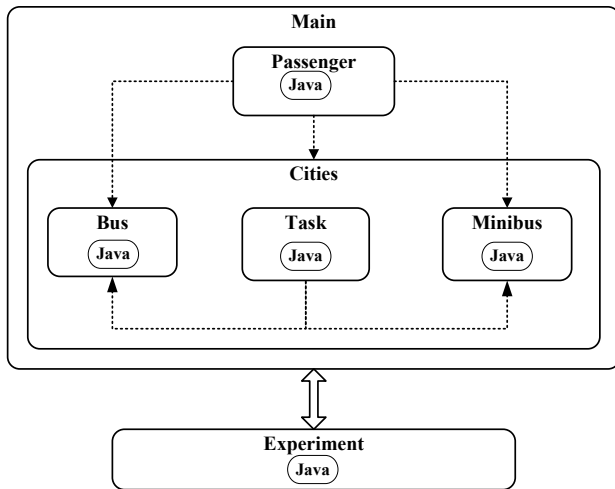 Main
Passenger
Java
Cities
Bus Task Minibus
Java Java Java
Experiment
Java